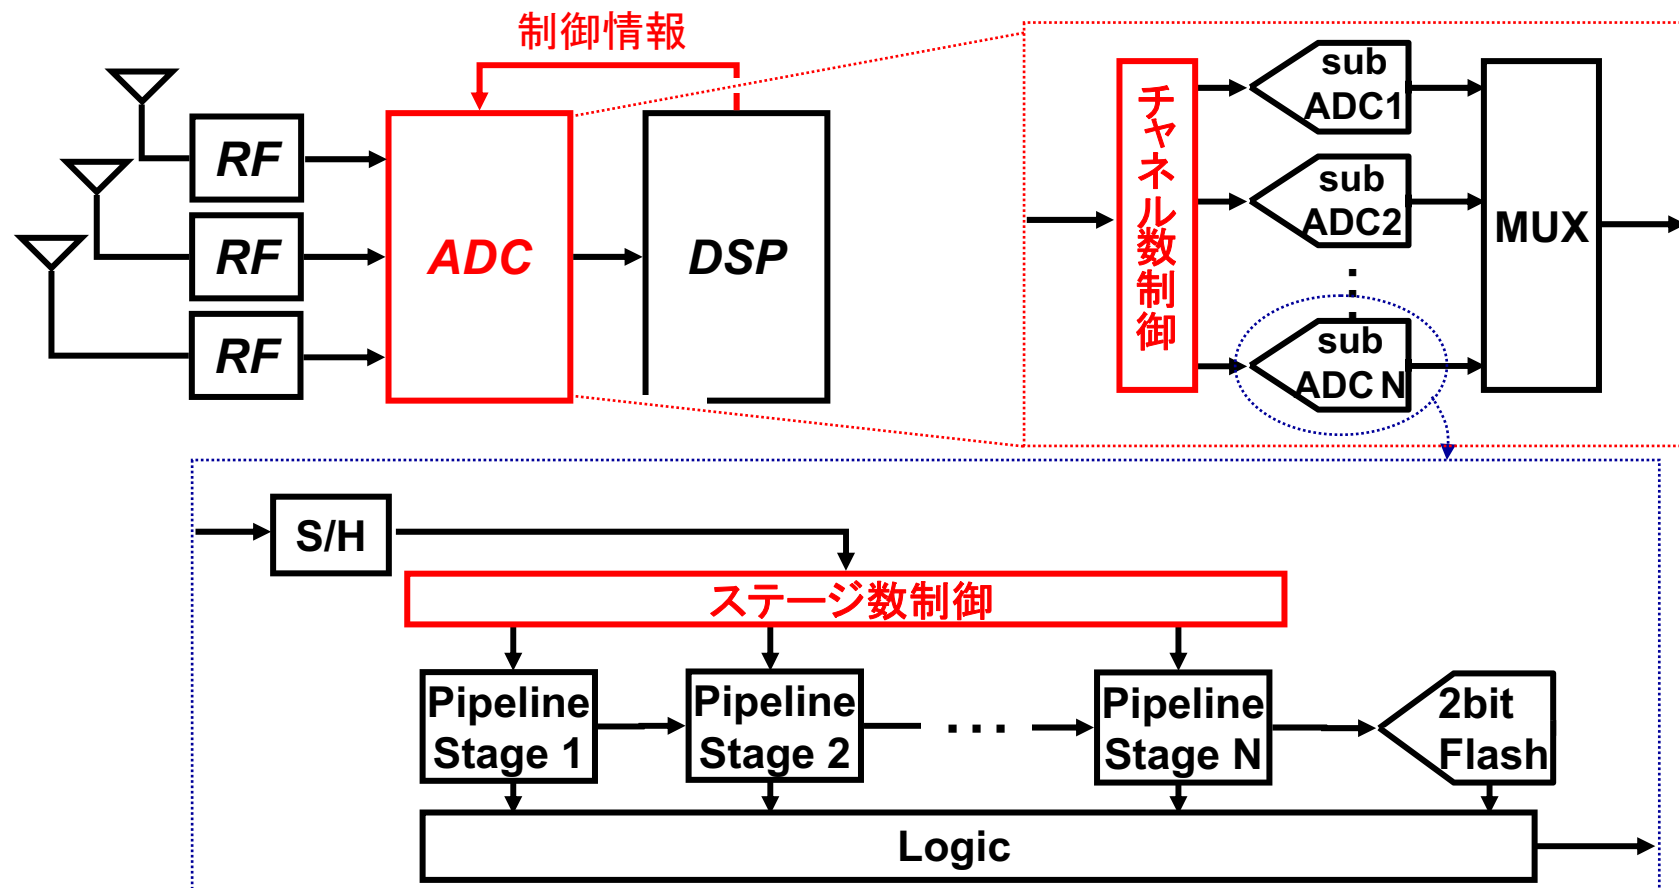 制御情報
RF
RF
RF
ADC
DSP
チャネル数制御
sub
ADC1
sub
ADC2
⋮
sub
ADC N
MUX
S/H
ステージ数制御
Pipeline
Stage 1
Pipeline
Stage 2
...
Pipeline
Stage N
2bit
Flash
Logic